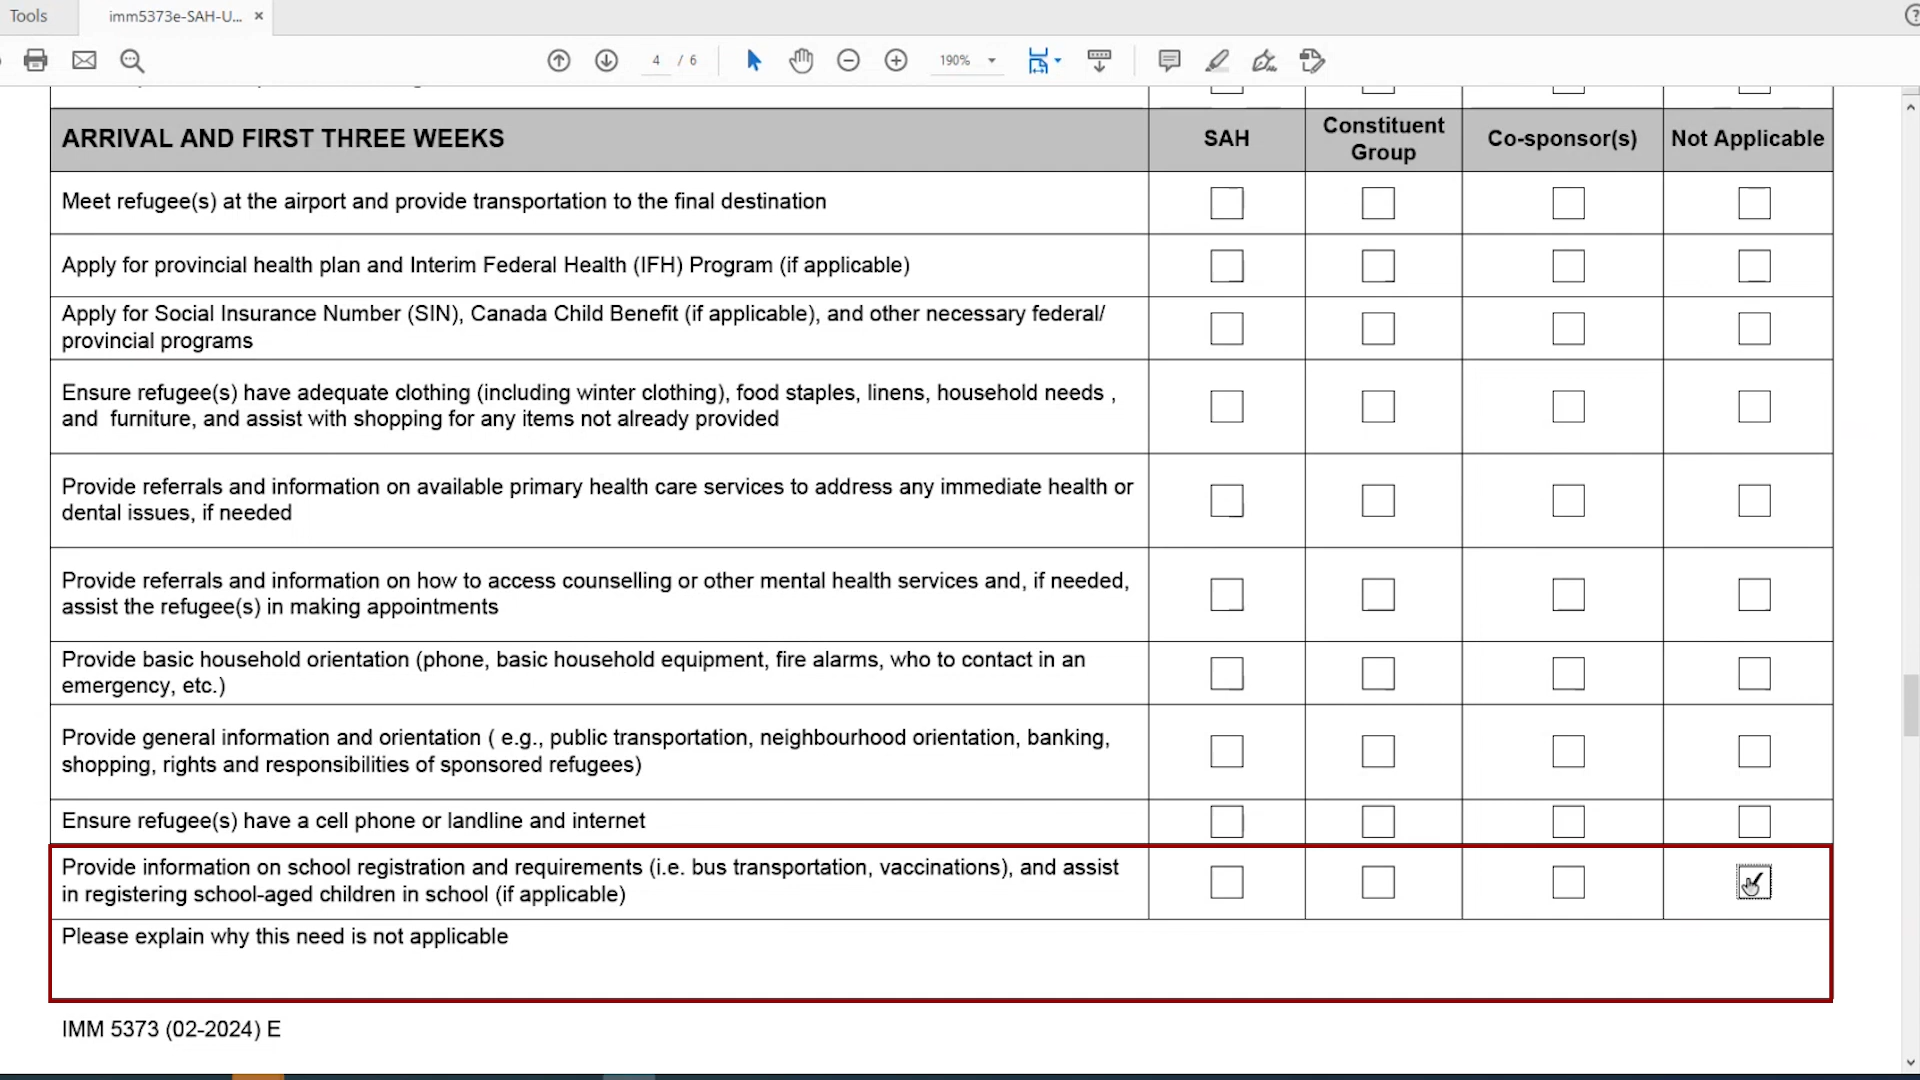 Tools
imm5373e-SAH-U... ×
4 / 6
190%
ARRIVAL AND FIRST THREE WEEKS
SAH
Constituent
Group
Co-sponsor(s)
Not Applicable
Meet refugee(s) at the airport and provide transportation to the final destination
Apply for provincial health plan and Interim Federal Health (IFH) Program (if applicable)
Apply for Social Insurance Number (SIN), Canada Child Benefit (if applicable), and other necessary federal/
provincial programs
Ensure refugee(s) have adequate clothing (including winter clothing), food staples, linens, household needs ,
and  furniture, and assist with shopping for any items not already provided
Provide referrals and information on available primary health care services to address any immediate health or
dental issues, if needed
Provide referrals and information on how to access counselling or other mental health services and, if needed,
assist the refugee(s) in making appointments
Provide basic household orientation (phone, basic household equipment, fire alarms, who to contact in an
emergency, etc.)
Provide general information and orientation ( e.g., public transportation, neighbourhood orientation, banking,
shopping, rights and responsibilities of sponsored refugees)
Ensure refugee(s) have a cell phone or landline and internet
Provide information on school registration and requirements (i.e. bus transportation, vaccinations), and assist
in registering school-aged children in school (if applicable)
Please explain why this need is not applicable
IMM 5373 (02-2024) E